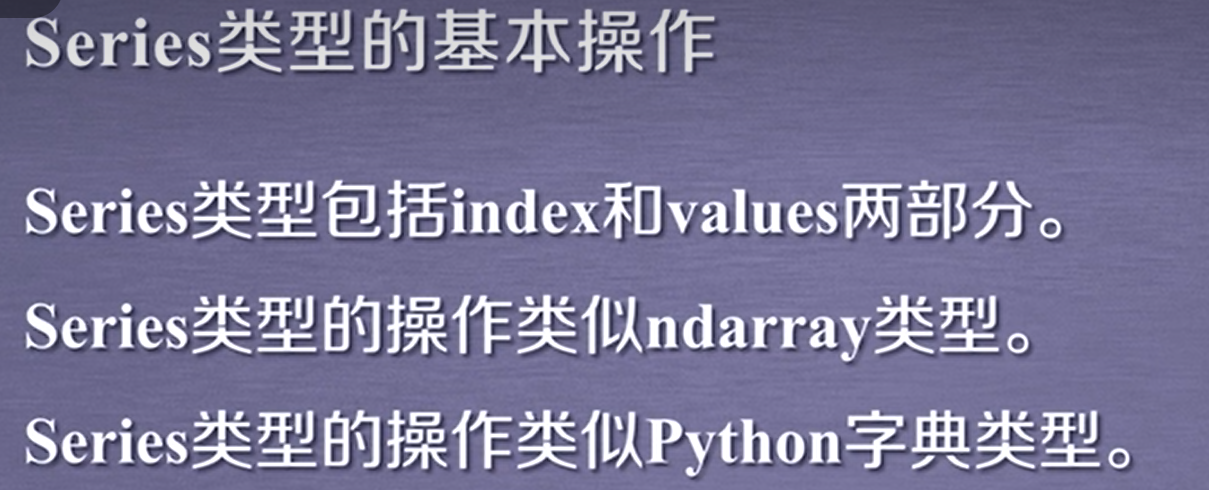 Series类型的基本操作
Series类型包括index和values两部分。
Series类型的操作类似ndarray类型。
Series类型的操作类似Python字典类型。